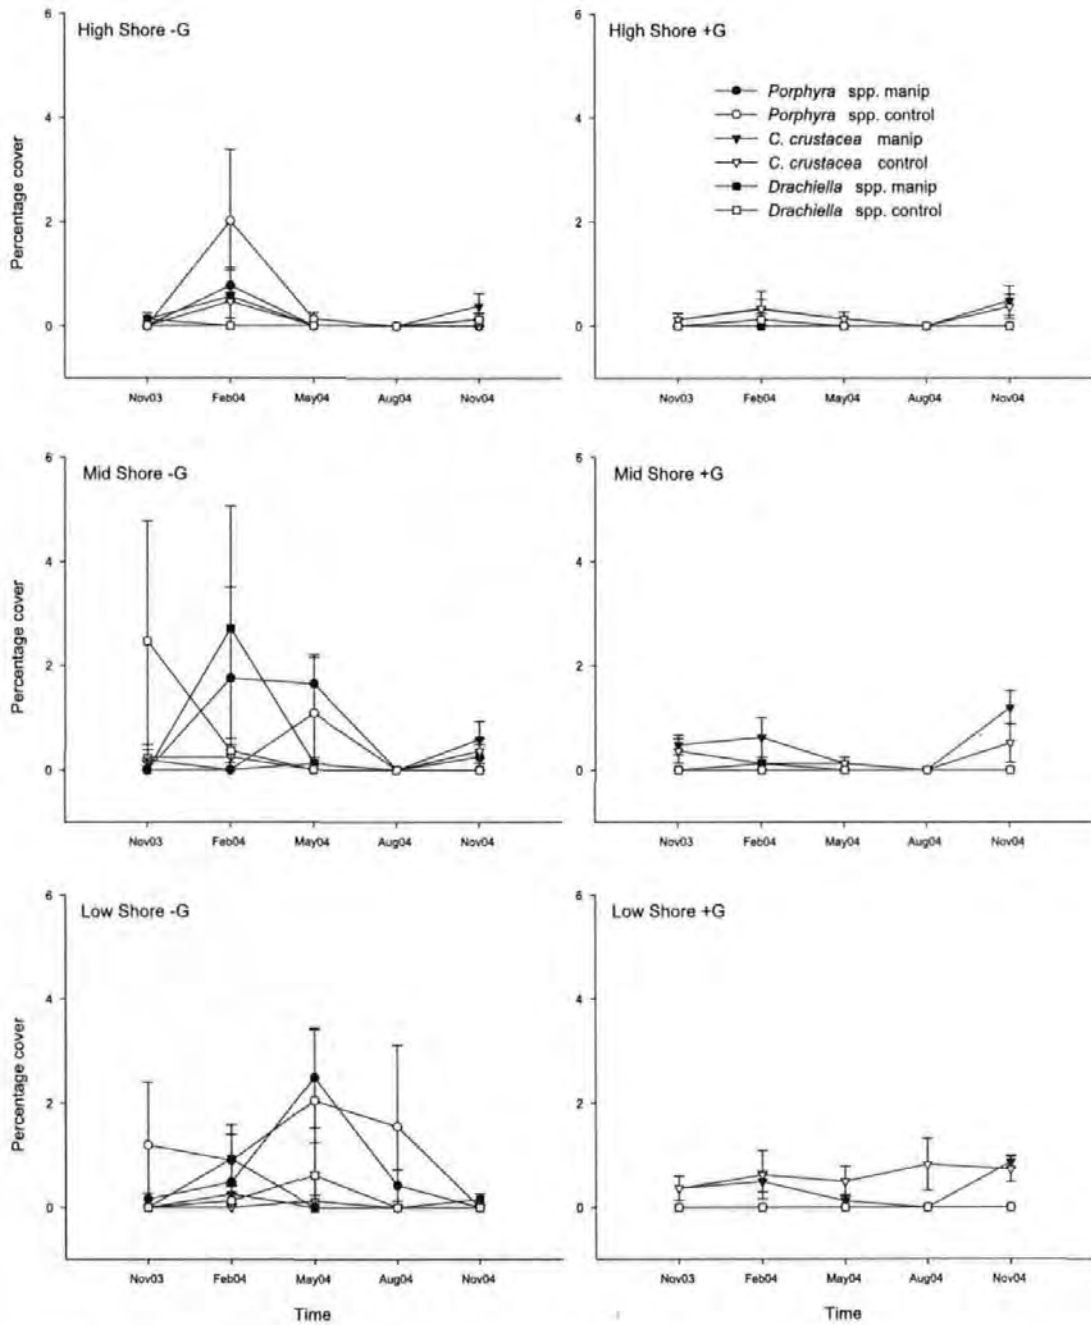 High Shore -G
6
4
2
0
Percentage cover
Nov03 Feb04 May04 Aug04 Nov04
High Shore +G
6
4
2
0
Porphyra spp. manip
Porphyra spp. control
C. crustacea manip
C. crustacea control
Drachiella spp. manip
Drachiella spp. control
Nov03 Feb04 May04 Aug04 Nov04
Mid Shore -G
6
4
2
0
Percentage cover
Nov03 Feb04 May04 Aug04 Nov04
Mid Shore +G
6
4
2
0
Nov03 Feb04 May04 Aug04 Nov04
Low Shore -G
6
4
2
0
Percentage cover
Nov03 Feb04 May04 Aug04 Nov04
Time
Low Shore +G
6
4
2
0
Nov03 Feb04 May04 Aug04 Nov04
Time